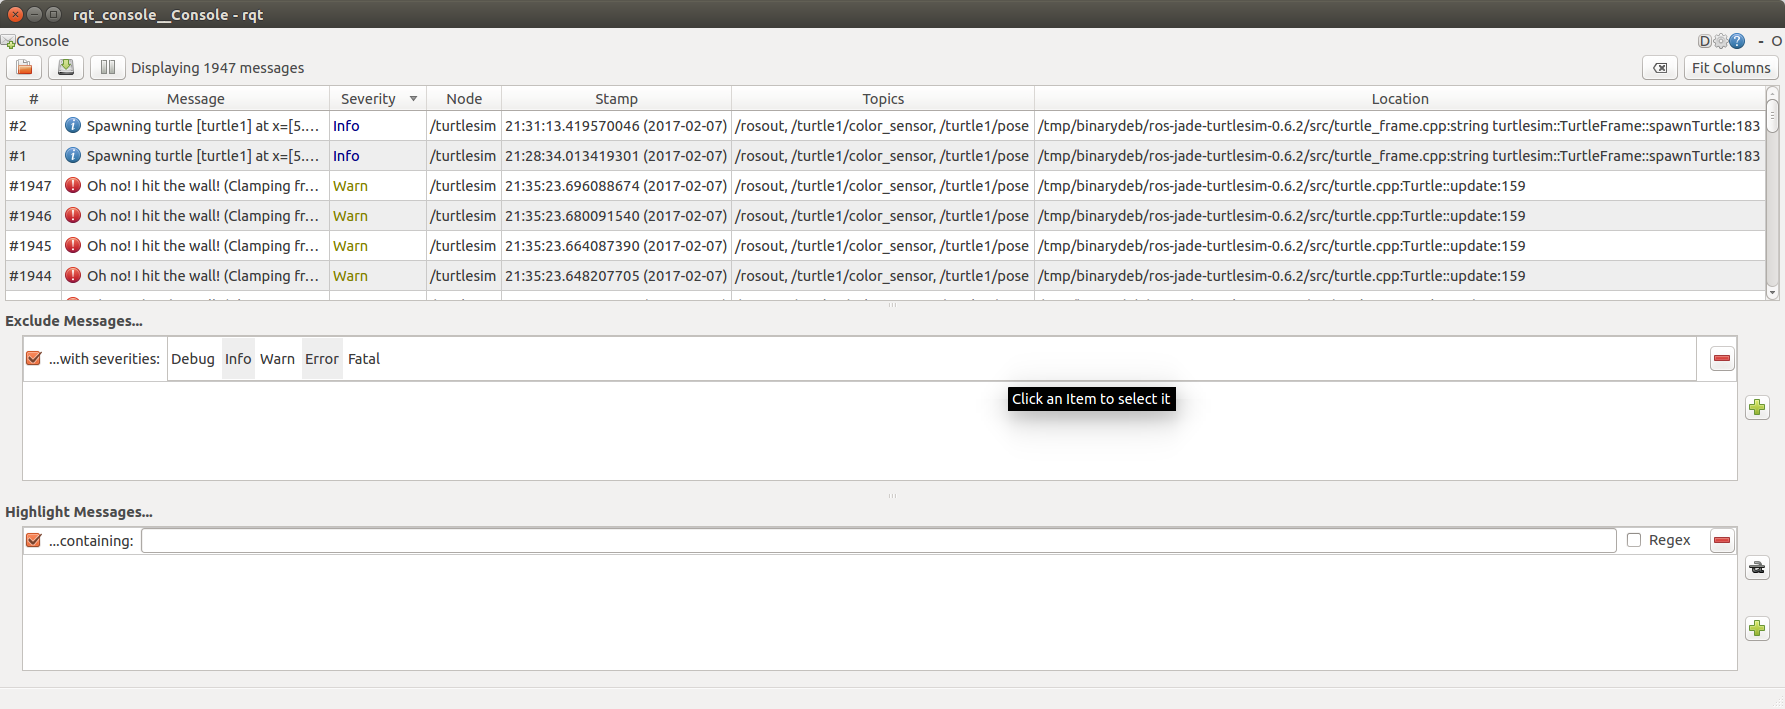 rqt_console__Console - rqt
Console D ? - O
Displaying 1947 messages Fit Columns
# Message Severity Node Stamp Topics Location
#2 Spawning turtle [turtle1] at x=[5.... Info /turtlesim 21:31:13.419570046 (2017-02-07) /rosout, /turtle1/color_sensor, /turtle1/pose /tmp/binarydeb/ros-jade-turtlesim-0.6.2/src/turtle_frame.cpp:string turtlesim::TurtleFrame::spawnTurtle:183
#1 Spawning turtle [turtle1] at x=[5.... Info /turtlesim 21:28:34.013419301 (2017-02-07) /rosout, /turtle1/color_sensor, /turtle1/pose /tmp/binarydeb/ros-jade-turtlesim-0.6.2/src/turtle_frame.cpp:string turtlesim::TurtleFrame::spawnTurtle:183
#1947 Oh no! I hit the wall! (Clamping fr... Warn /turtlesim 21:35:23.696088674 (2017-02-07) /rosout, /turtle1/color_sensor, /turtle1/pose /tmp/binarydeb/ros-jade-turtlesim-0.6.2/src/turtle.cpp:Turtle::update:159
#1946 Oh no! I hit the wall! (Clamping fr... Warn /turtlesim 21:35:23.680091540 (2017-02-07) /rosout, /turtle1/color_sensor, /turtle1/pose /tmp/binarydeb/ros-jade-turtlesim-0.6.2/src/turtle.cpp:Turtle::update:159
#1945 Oh no! I hit the wall! (Clamping fr... Warn /turtlesim 21:35:23.664087390 (2017-02-07) /rosout, /turtle1/color_sensor, /turtle1/pose /tmp/binarydeb/ros-jade-turtlesim-0.6.2/src/turtle.cpp:Turtle::update:159
#1944 Oh no! I hit the wall! (Clamping fr... Warn /turtlesim 21:35:23.648207705 (2017-02-07) /rosout, /turtle1/color_sensor, /turtle1/pose /tmp/binarydeb/ros-jade-turtlesim-0.6.2/src/turtle.cpp:Turtle::update:159
Exclude Messages...
...with severities: Debug Info Warn Error Fatal
Click an Item to select it
Highlight Messages...
...containing: Regex